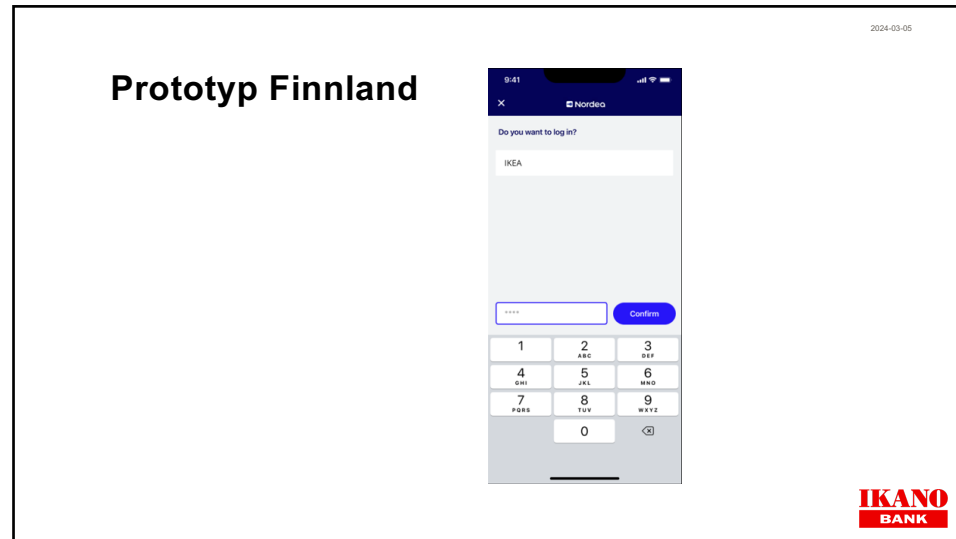 2024-03-05
Prototyp Finnland
9:41
Nordea
Do you want to log in?
IKEA
Confirm
1
2
ABC
3
DEF
4
GHI
5
JKL
6
MNO
7
PQRS
8
TUV
9
WXYZ
0
IKANO
BANK